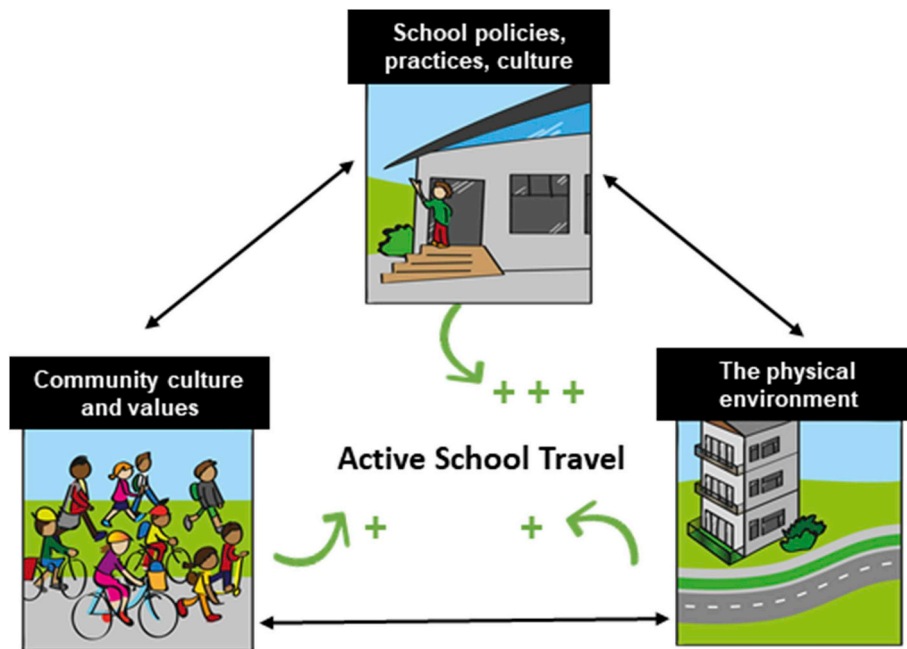 School policies,
practices, culture
Community culture
and values
The physical
environment
+ + +
Active School Travel
+
+